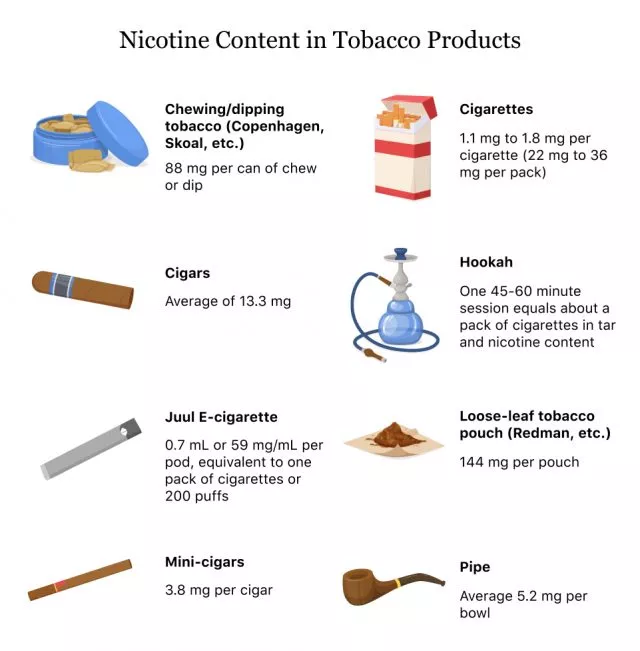 Nicotine Content in Tobacco Products
Chewing/dipping
tobacco (Copenhagen,
Skoal, etc.)
88 mg per can of chew
or dip
Cigarettes
1.1 mg to 1.8 mg per
cigarette (22 mg to 36
mg per pack)
Cigars
Average of 13.3 mg
Hookah
One 45-60 minute
session equals about a
pack of cigarettes in tar
and nicotine content
Juul E-cigarette
0.7 mL or 59 mg/mL per
pod, equivalent to one
pack of cigarettes or
200 puffs
Loose-leaf tobacco
pouch (Redman, etc.)
144 mg per pouch
Mini-cigars
3.8 mg per cigar
Pipe
Average 5.2 mg per
bowl